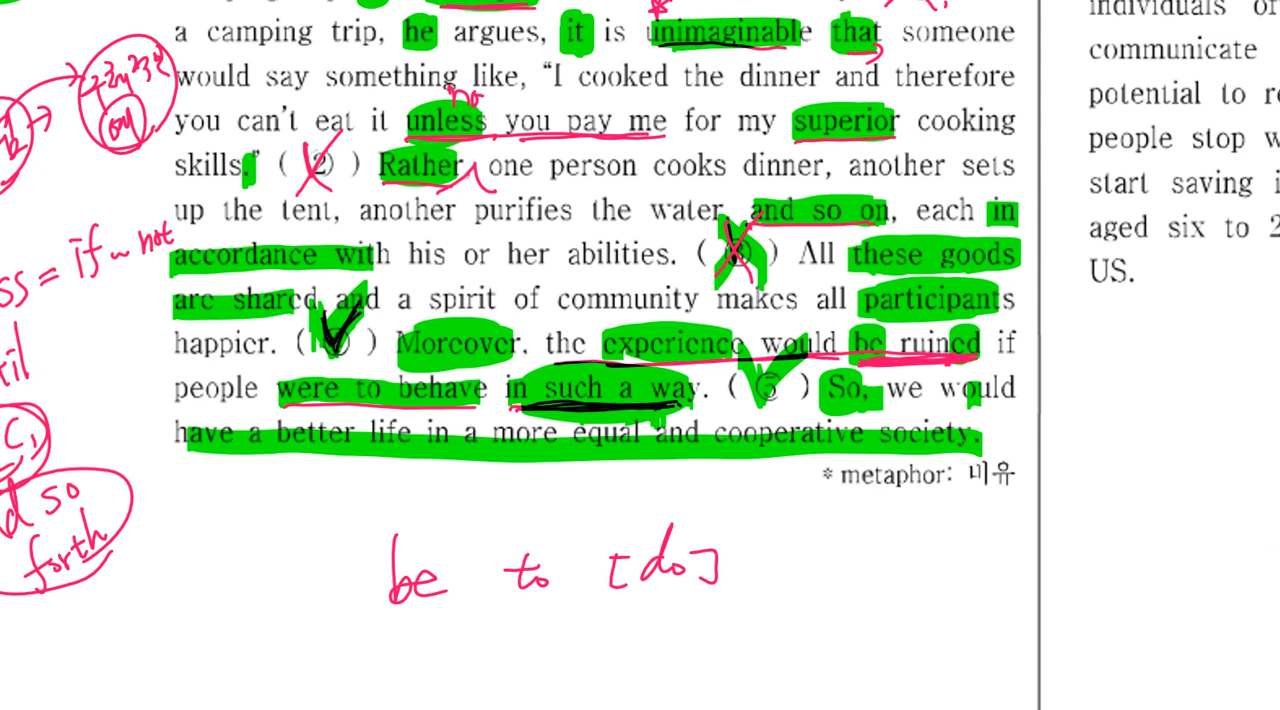 a camping trip, he argues, it is unimaginable that someone
would say something like, “I cooked the dinner and therefore
no
you can't eat it unless you pay me for my superior cooking
skills.” ( ② ) Rather, one person cooks dinner, another sets
up the tent, another purifies the water, and so on, each in
accordance with his or her abilities. ( ) All these goods
are shared and a spirit of community makes all participants
happier. ( ) Moreover, the experience would be ruined if
people were to behave in such a way. ( ⑤ ) So, we would
have a better life in a more equal and cooperative society.
* metaphor: 비유
ss = if ~ not
til
d so
forth
be to [do]
individuals of
communicate
potential to re
people stop w
start saving i
aged six to 2
US.